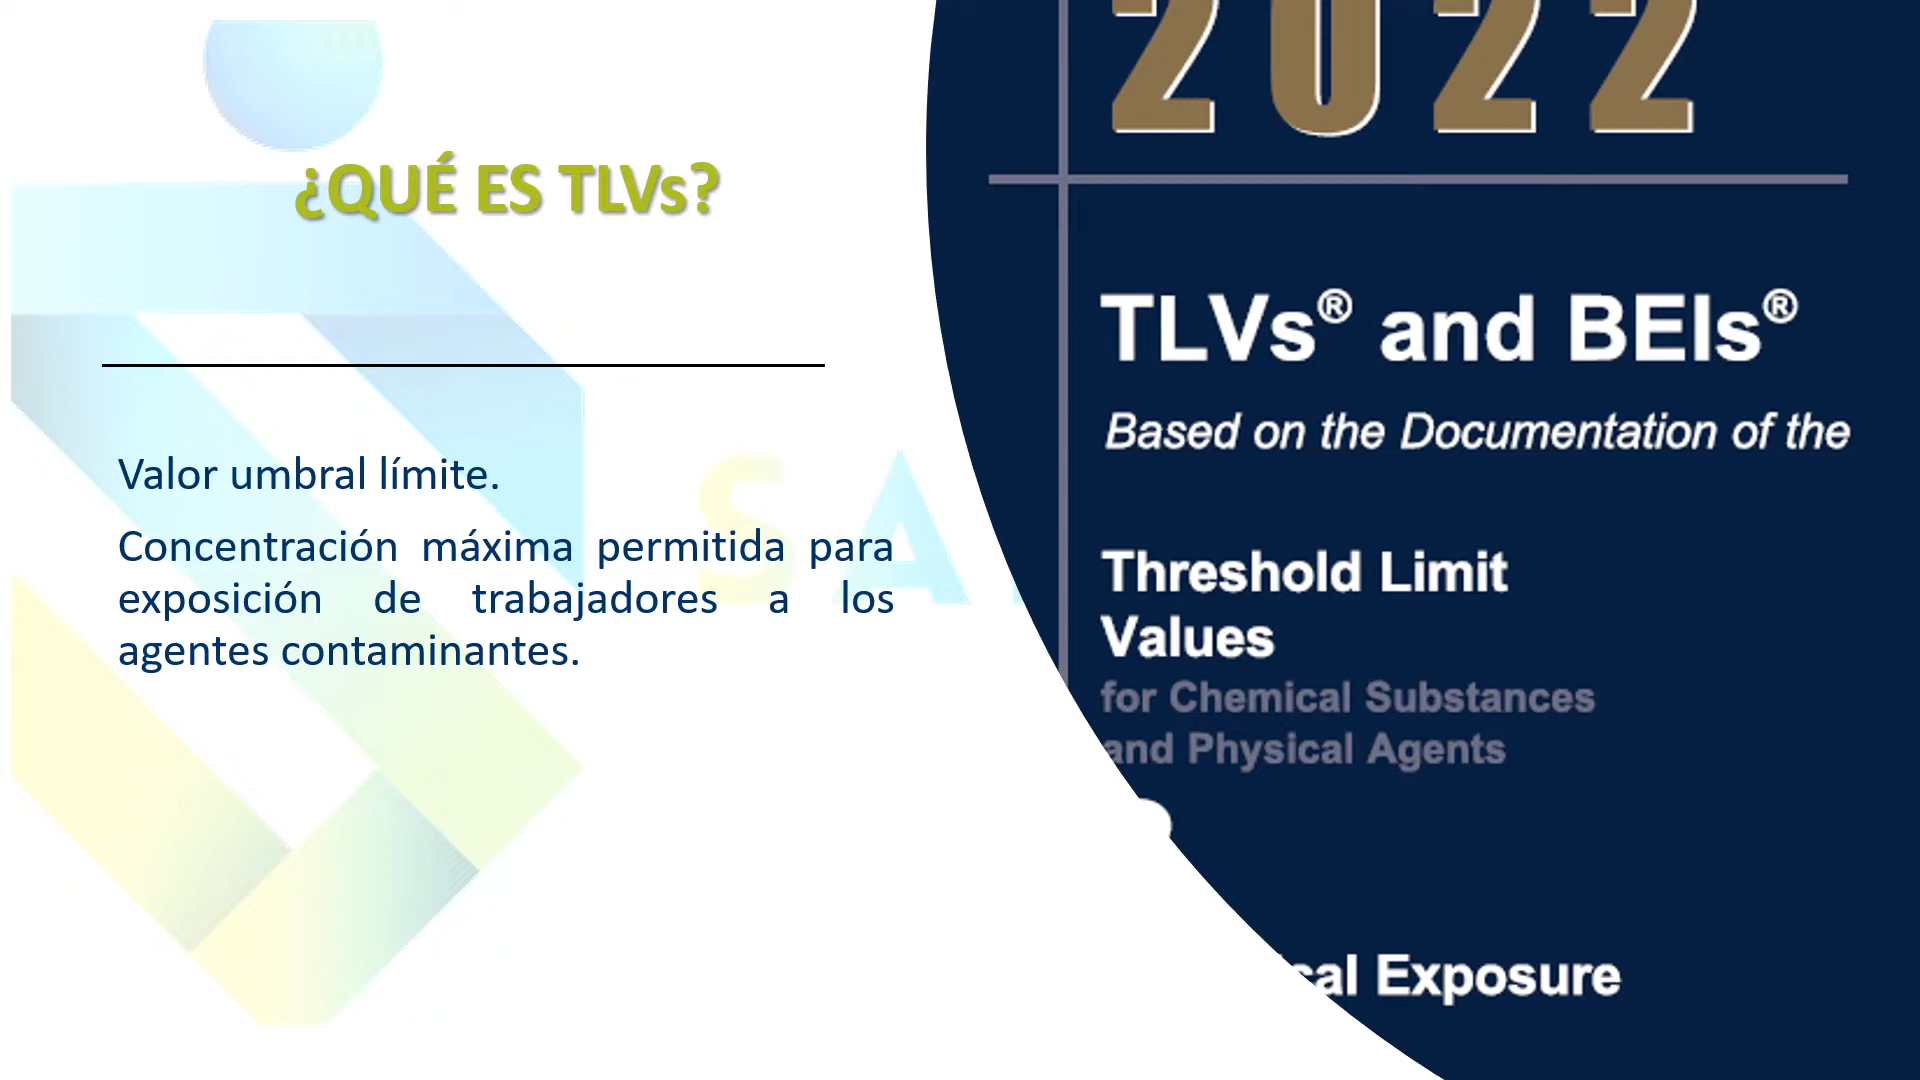 ¿QUÉ ES TLVs?
Valor umbral límite.
Concentración máxima permitida para
exposición de trabajadores a los
agentes contaminantes.
SA
2022
TLVs® and BEIs®
Based on the Documentation of the
Threshold Limit
Values
for Chemical Substances
and Physical Agents
Exposure